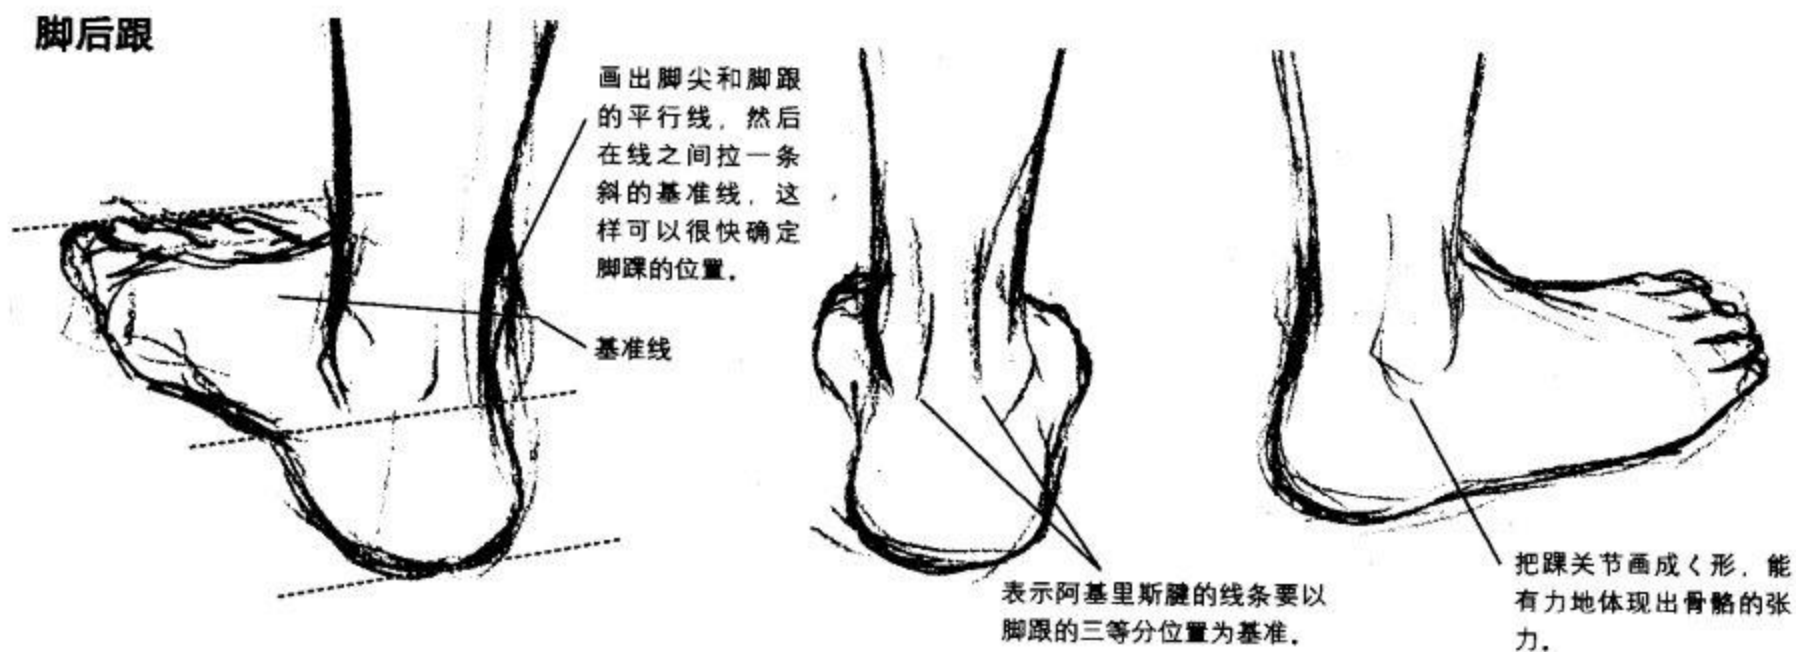 脚后跟
画出脚尖和脚跟
的平行线，然后
在线之间拉一条
斜的基准线，这
样可以很快确定
脚踝的位置。
基准线
表示阿基里斯腱的线条要以
脚跟的三等分位置为基准。
把踝关节画成く形，能
有力地体现出骨骼的张
力。